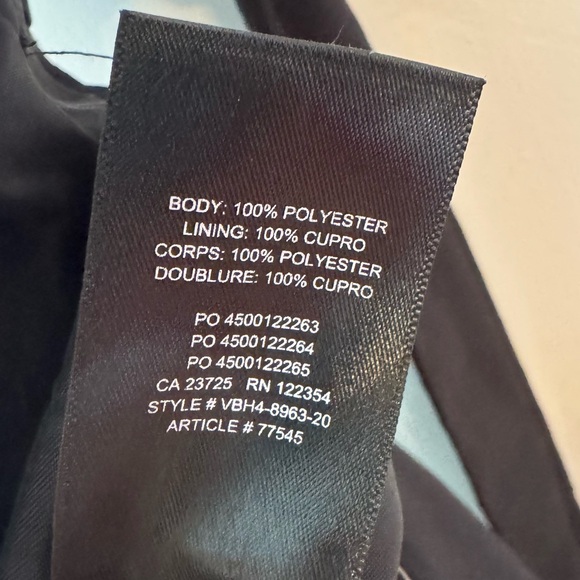 BODY: 100% POLYESTER
LINING: 100% CUPRO
CORPS: 100% POLYESTER
DOUBLURE: 100% CUPRO
PO 4500122263
PO 4500122264
PO 4500122265
CA 23725 RN 122354
STYLE # VBH4-8963-20
ARTICLE # 77545